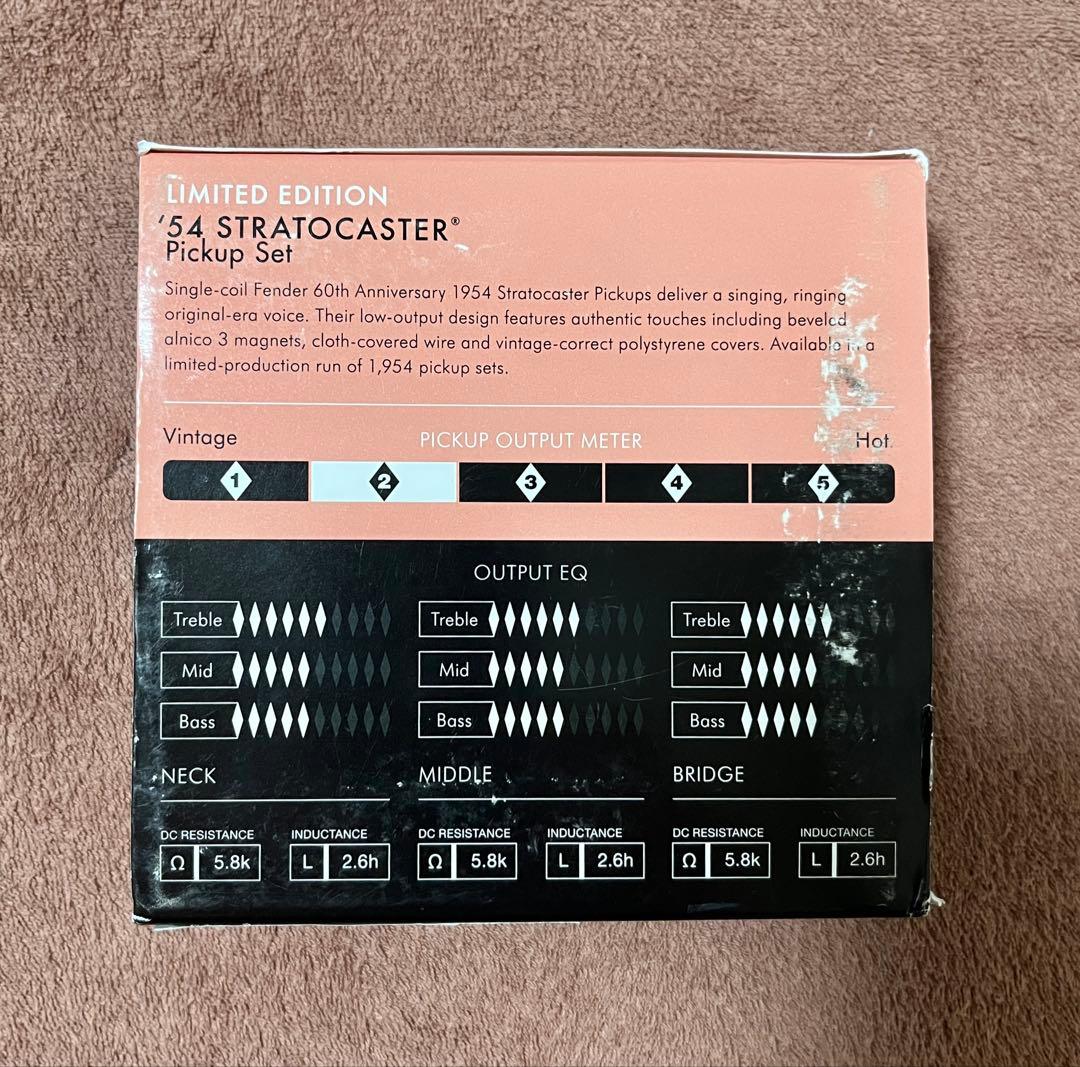 LIMITED EDITION
'54 STRATOCASTER®
Pickup Set
Single-coil Fender 60th Anniversary 1954 Stratocaster Pickups deliver a singing, ringing
original-era voice. Their low-output design features authentic touches including beveled
alnico 3 magnets, cloth-covered wire and vintage-correct polystyrene covers. Available in a
limited-production run of 1,954 pickup sets.
Vintage PICKUP OUTPUT METER Hot
1 2 3 4 5
OUTPUT EQ
Treble Treble Treble
Mid Mid Mid
Bass Bass Bass
NECK MIDDLE BRIDGE
DC RESISTANCE INDUCTANCE DC RESISTANCE INDUCTANCE DC RESISTANCE INDUCTANCE
Ω 5.8k L 2.6h Ω 5.8k L 2.6h Ω 5.8k L 2.6h